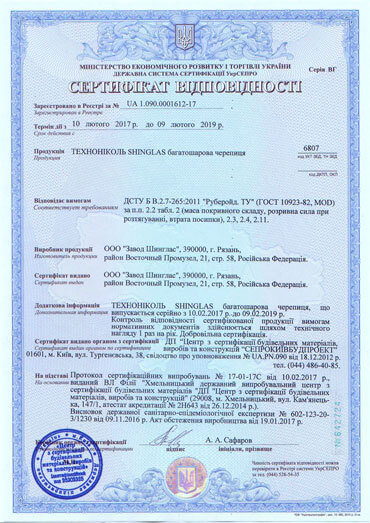 МІНІСТЕРСТВО ЕКОНОМІЧНОГО РОЗВИТКУ І ТОРГІВЛІ УКРАЇНИ
ДЕРЖАВНА СИСТЕМА СЕРТИФІКАЦІЇ УкрСЕПРО
Серія ВГ
СЕРТИФІКАТ ВІДПОВІДНОСТІ
Зареєстровано в Реєстрі за № UA 1.090.0001612-17
Зарегистрирован в Реестре
Термін дії з 10 лютого 2017 р. до 09 лютого 2019 р.
Срок действия с
Продукція ТЕХНОНІКОЛЬ SHINGLAS багатошарова черепиця
Продукция
6807
Відповідає вимогам ДСТУ Б В.2.7-265:2011 "Руберойд. ТУ" (ГОСТ 10923-82, MOD)
Соответствует требованиям за п.п. 2.2 табл. 2 (маса покривного складу, розривна сила при
розтягуванні, втрата посипки), 2.3, 2.4, 2.11.
Виробник продукції ООО "Завод Шинглас", 390000, г. Рязань,
Изготовитель продукции район Восточный Промузел, 21, стр. 58, Російська Федерація.
Сертифікат видано ООО "Завод Шинглас", 390000, г. Рязань,
Сертификат выдан район Восточный Промузел, 21, стр. 58, Російська Федерація.
Додаткова інформація ТЕХНОНІКОЛЬ SHINGLAS багатошарова черепиця, що
Дополнительная информация випускається серійно з 10.02.2017 р. до 09.02.2019 р.
Контроль відповідності сертифікованої продукції вимогам
нормативних документів здійснюється шляхом технічного
нагляду 1 раз на рік. Добровільна сертифікація.
Сертифікат видано органом з сертифікації ДП "Центр з сертифікації будівельних матеріалів,
Сертификат выдан органом по сертификации виробів та конструкцій "СЕПРОКИЇВБУДПРОЕКТ"
01601, м. Київ, вул. Тургенєвська, 38, свідоцтво про уповноваження № UA.PN.090 від 18.12.2012 р.
тел. (044) 486-40-85.
На підставі Протокол сертифікаційних випробувань № 17-01-17С від 10.02.2017 р.,
На основании виданий ВЛ Філії "Хмельницький державний випробувальний центр з
сертифікації будівельних матеріалів "ДП "Центр з сертифікації будівельних
матеріалів, виробів та конструкцій" (29008, м. Хмельницький, вул. Кам'янець-
ка, 147/1, атестат акредитації № 2Н643 від 26.12.2014 р.).
Висновок державної санітарно-епідеміологічної експертизи № 602-123-20-
3/1230 від 09.11.2016 р. Акт обстеження виробництва від 19.01.2017 р.
А. А. Сафаров
ініціали, прізвище
Чинність сертифіката відповідності можна перевірити
в Реєстрі системи УкрСЕПРО
за тел. (044) 528-54-35